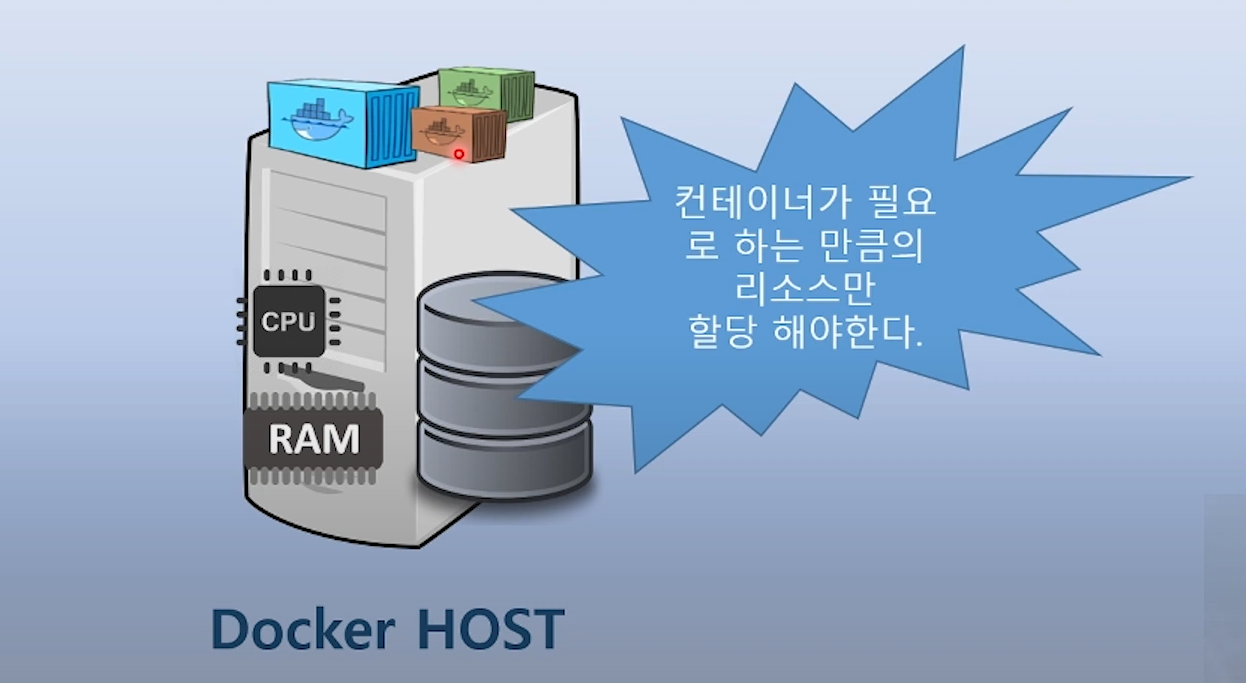 컨테이너가 필요
로 하는 만큼의
리소스만
할당 해야한다.
CPU
RAM
Docker HOST